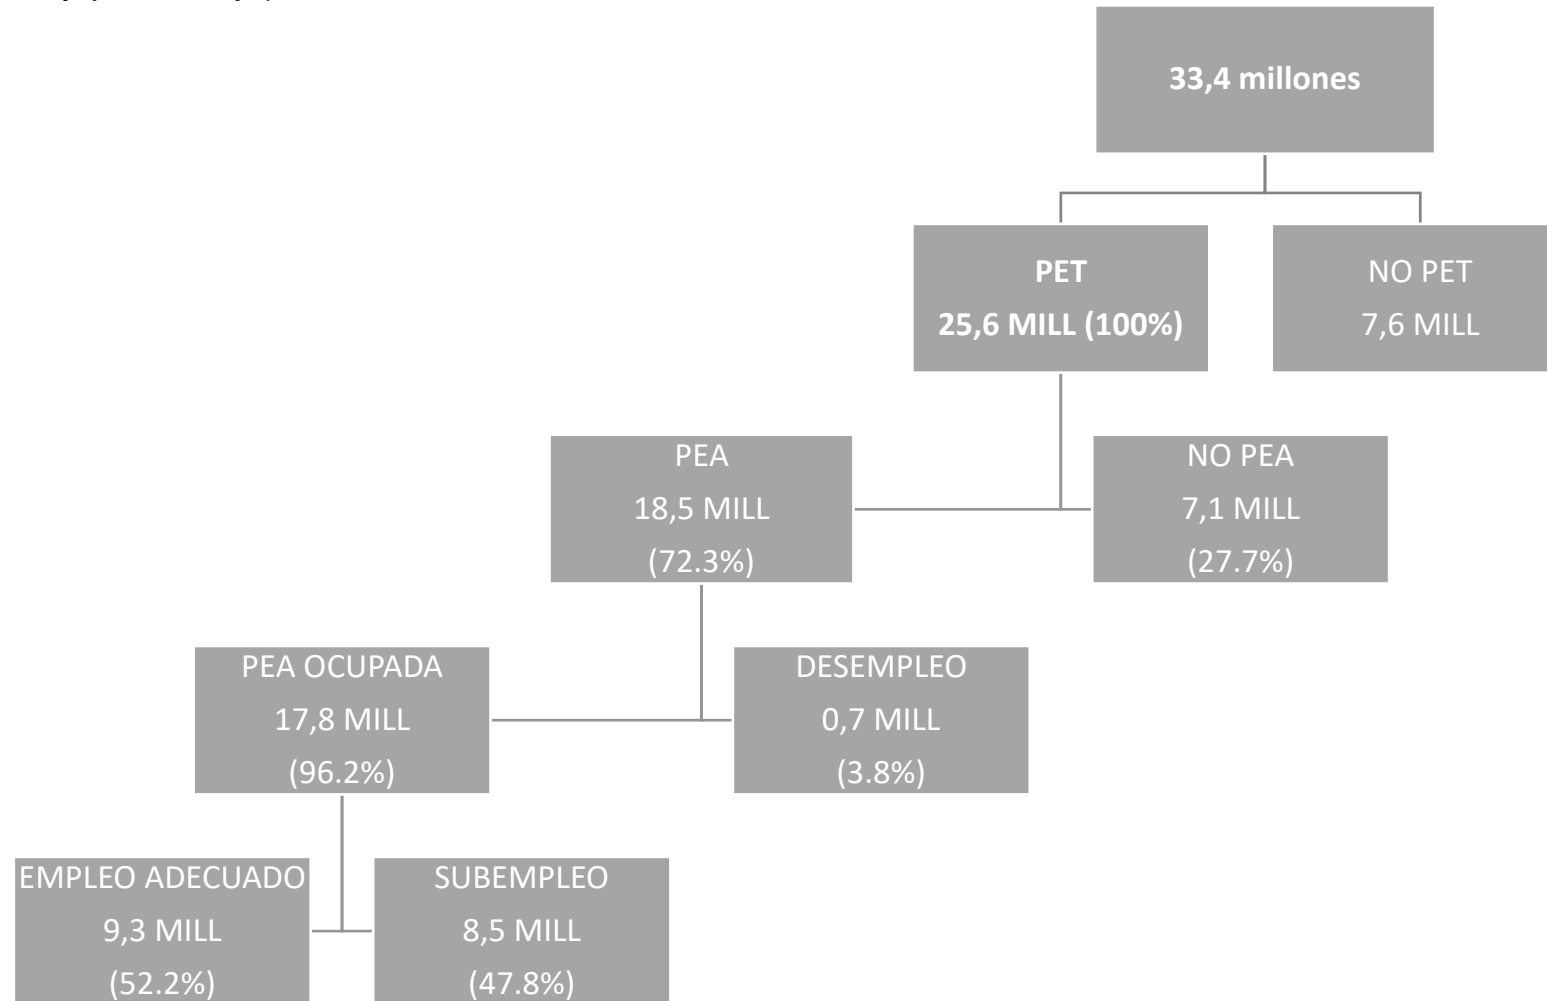 33,4 millones
PET
25,6 MILL (100%)
NO PET
7,6 MILL
PEA
18,5 MILL
(72.3%)
NO PEA
7,1 MILL
(27.7%)
PEA OCUPADA
17,8 MILL
(96.2%)
DESEMPLEO
0,7 MILL
(3.8%)
EMPLEO ADECUADO
9,3 MILL
(52.2%)
SUBEMPLEO
8,5 MILL
(47.8%)